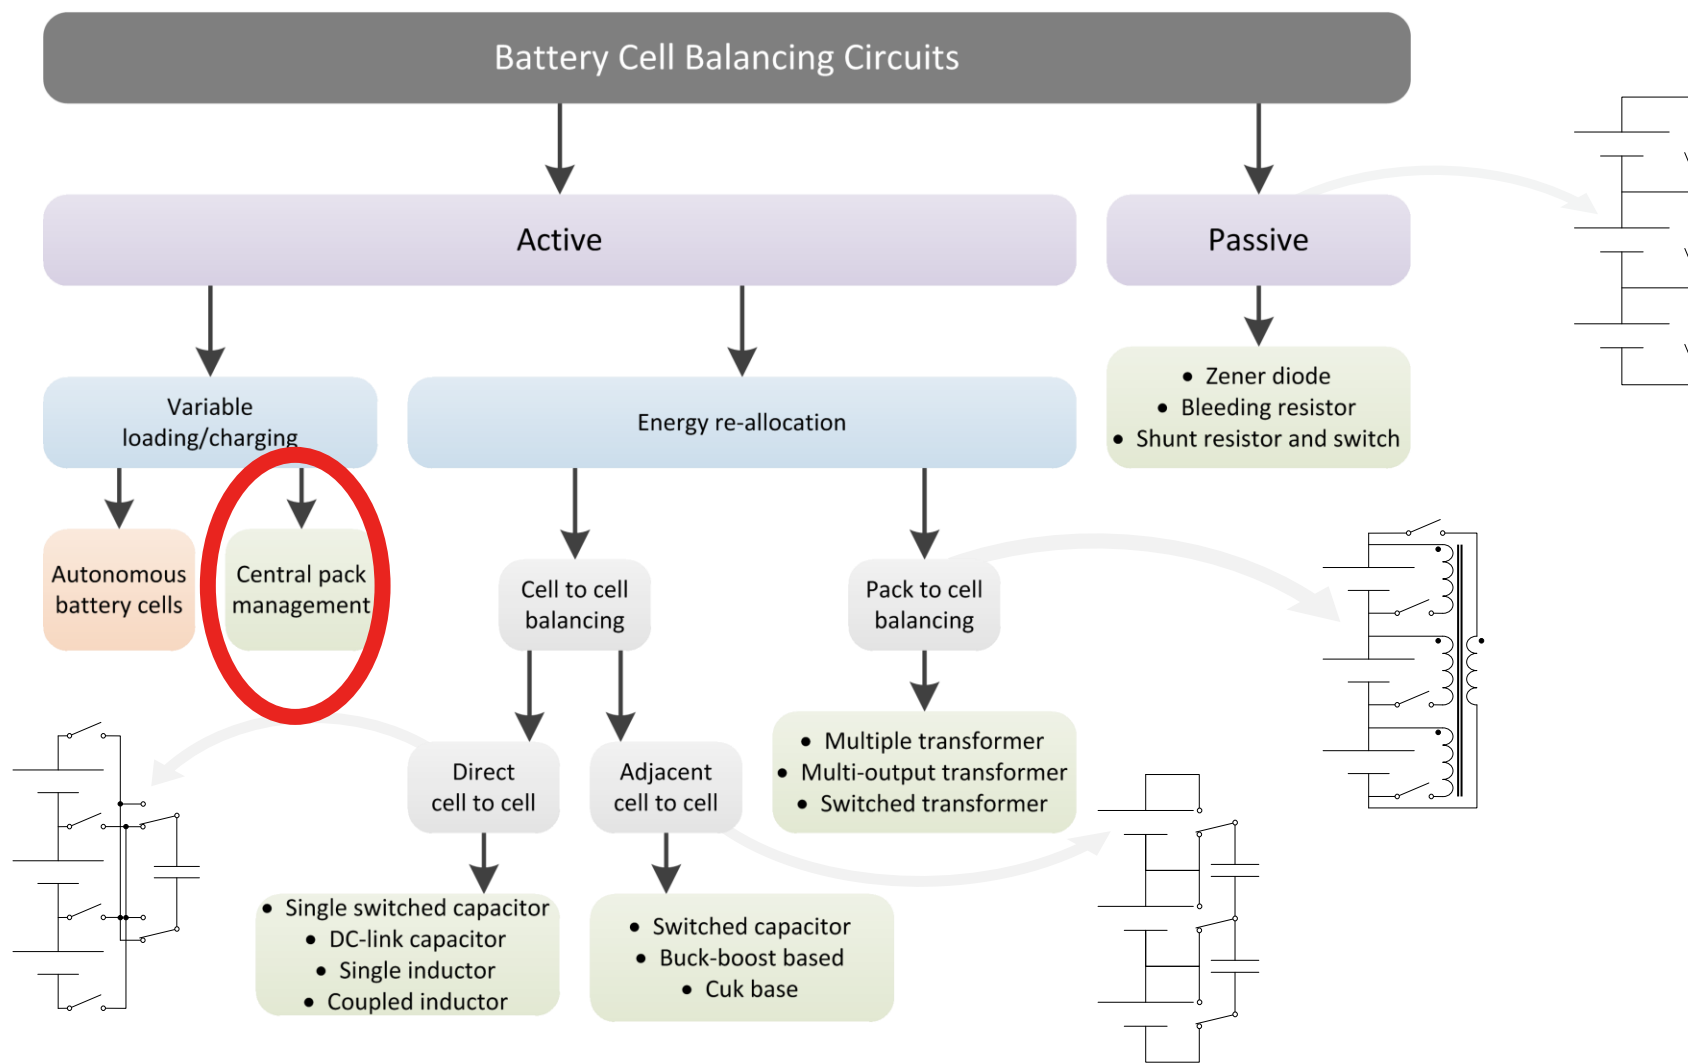 Battery Cell Balancing Circuits
Active
Passive
Variable
loading/charging
Energy re-allocation
• Zener diode
• Bleeding resistor
• Shunt resistor and switch
Autonomous
battery cells
Central pack
management
Cell to cell
balancing
Pack to cell
balancing
Direct
cell to cell
Adjacent
cell to cell
• Multiple transformer
• Multi-output transformer
• Switched transformer
• Single switched capacitor
• DC-link capacitor
• Single inductor
• Coupled inductor
• Switched capacitor
• Buck-boost based
• Cuk base